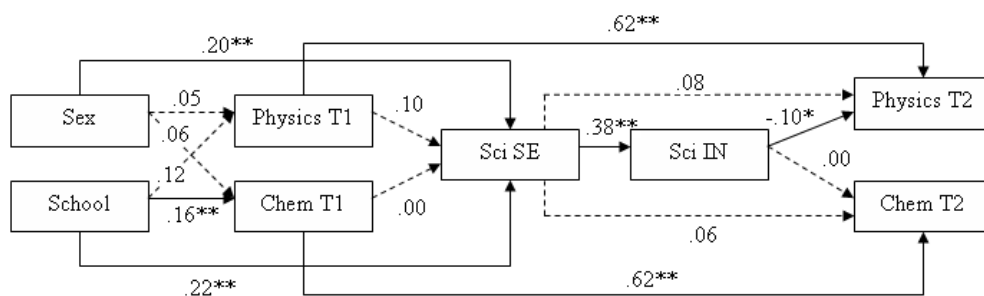 .62**
.20**
.05
.10
.08
Sex
Physics T1
Physics T2
.06
.38**
-.10*
Sci SE
Sci IN
.12
.00
School
Chem T1
Chem T2
.16**
.00
.06
.22**
.62**